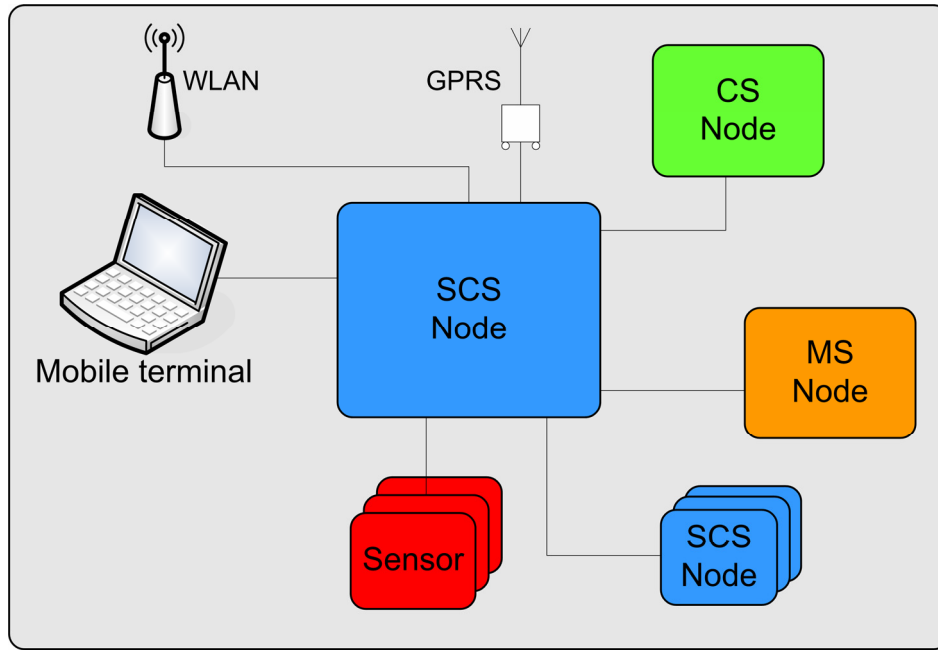 WLAN
GPRS
CS
Node
SCS
Node
Mobile terminal
MS
Node
Sensor
SCS
Node